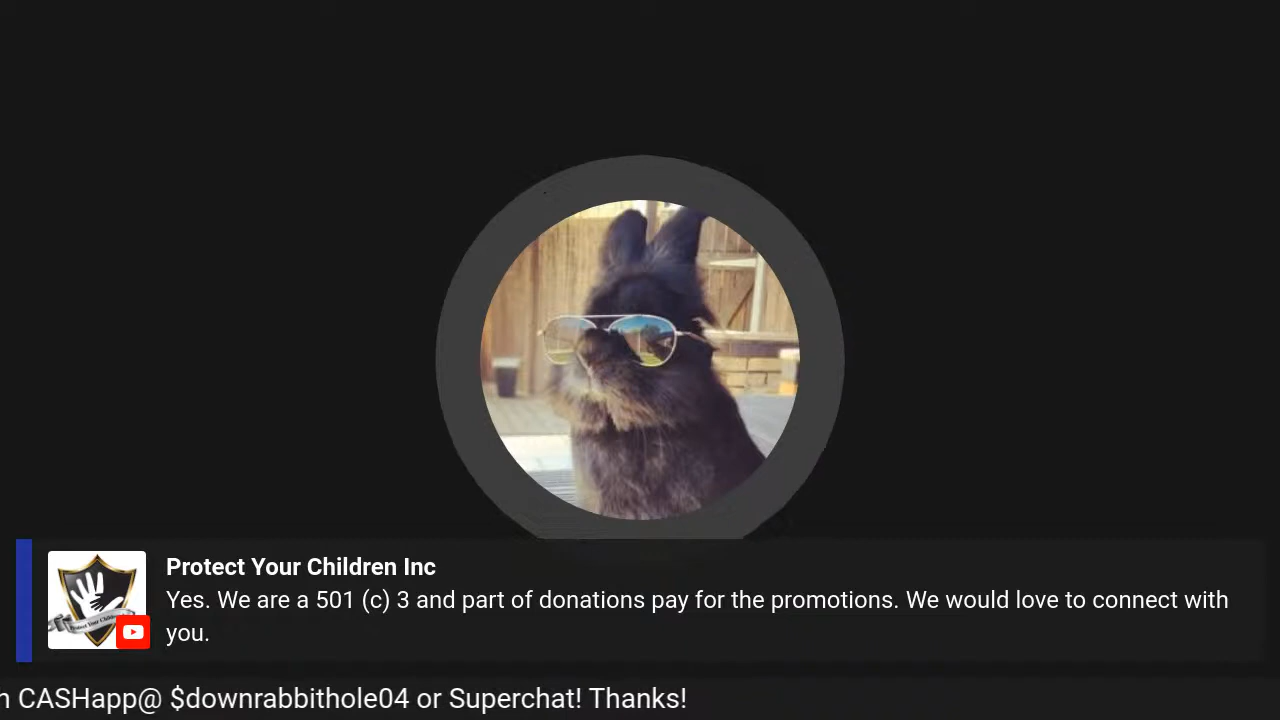 Protect Your Children Inc
Yes. We are a 501 (c) 3 and part of donations pay for the promotions. We would love to connect with
you.
CASHapp@ $downrabbithole04 or Superchat! Thanks!